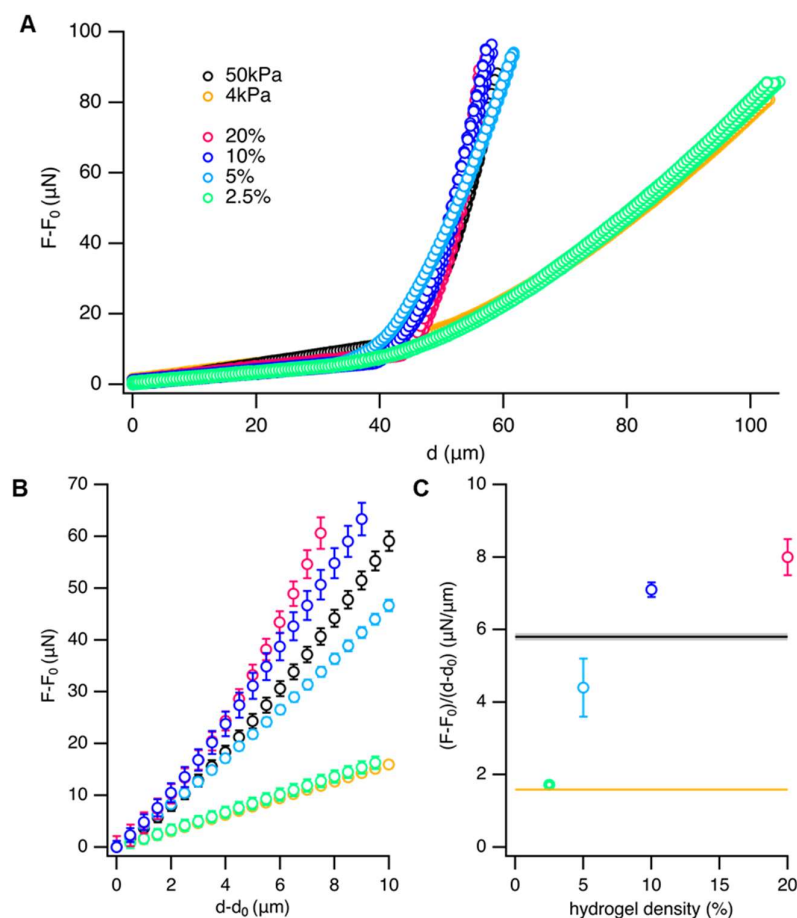 A
100
80
60
40
20
0
F-F₀ (μN)
50kPa
4kPa
20%
10%
5%
2.5%
0 20 40 60 80 100
d (μm)
B
70
60
50
40
30
20
10
0
F-F₀ (μN)
0 2 4 6 8 10
d-d₀ (μm)
C
10
8
6
4
2
0
(F-F₀)/(d-d₀) (μN/μm)
0 5 10 15 20
hydrogel density (%)